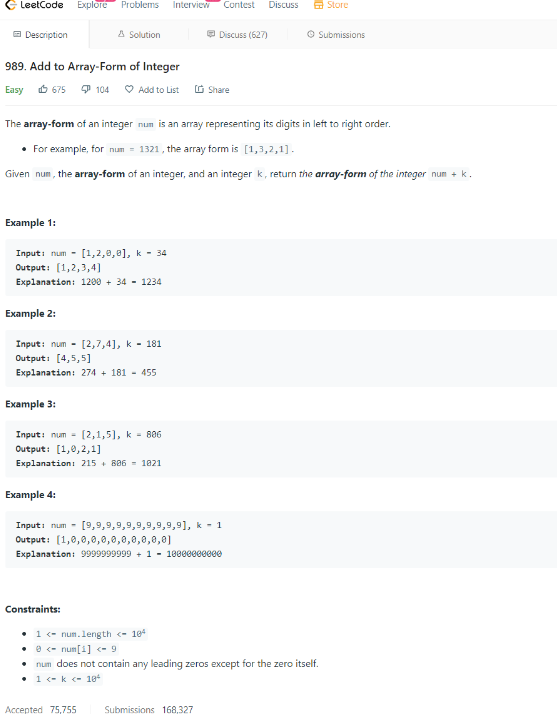 LeetCode Explore Problems Interview Contest Discuss Store
Description Solution Discuss (627) Submissions
989. Add to Array-Form of Integer
Easy 675 104 Add to List Share
The array-form of an integer num is an array representing its digits in left to right order.
• For example, for num = 1321, the array form is [1,3,2,1].
Given num, the array-form of an integer, and an integer k, return the array-form of the integer num + k.
Example 1:
Input: num = [1,2,0,0], k = 34
Output: [1,2,3,4]
Explanation: 1200 + 34 = 1234
Example 2:
Input: num = [2,7,4], k = 181
Output: [4,5,5]
Explanation: 274 + 181 = 455
Example 3:
Input: num = [2,1,5], k = 806
Output: [1,0,2,1]
Explanation: 215 + 806 = 1021
Example 4:
Input: num = [9,9,9,9,9,9,9,9,9,9], k = 1
Output: [1,0,0,0,0,0,0,0,0,0,0]
Explanation: 9999999999 + 1 = 10000000000
Constraints:
• 1 <= num.length <= 10⁴
• 0 <= num[i] <= 9
• num does not contain any leading zeros except for the zero itself.
• 1 <= k <= 10⁴
Accepted 75,755 Submissions 168,327